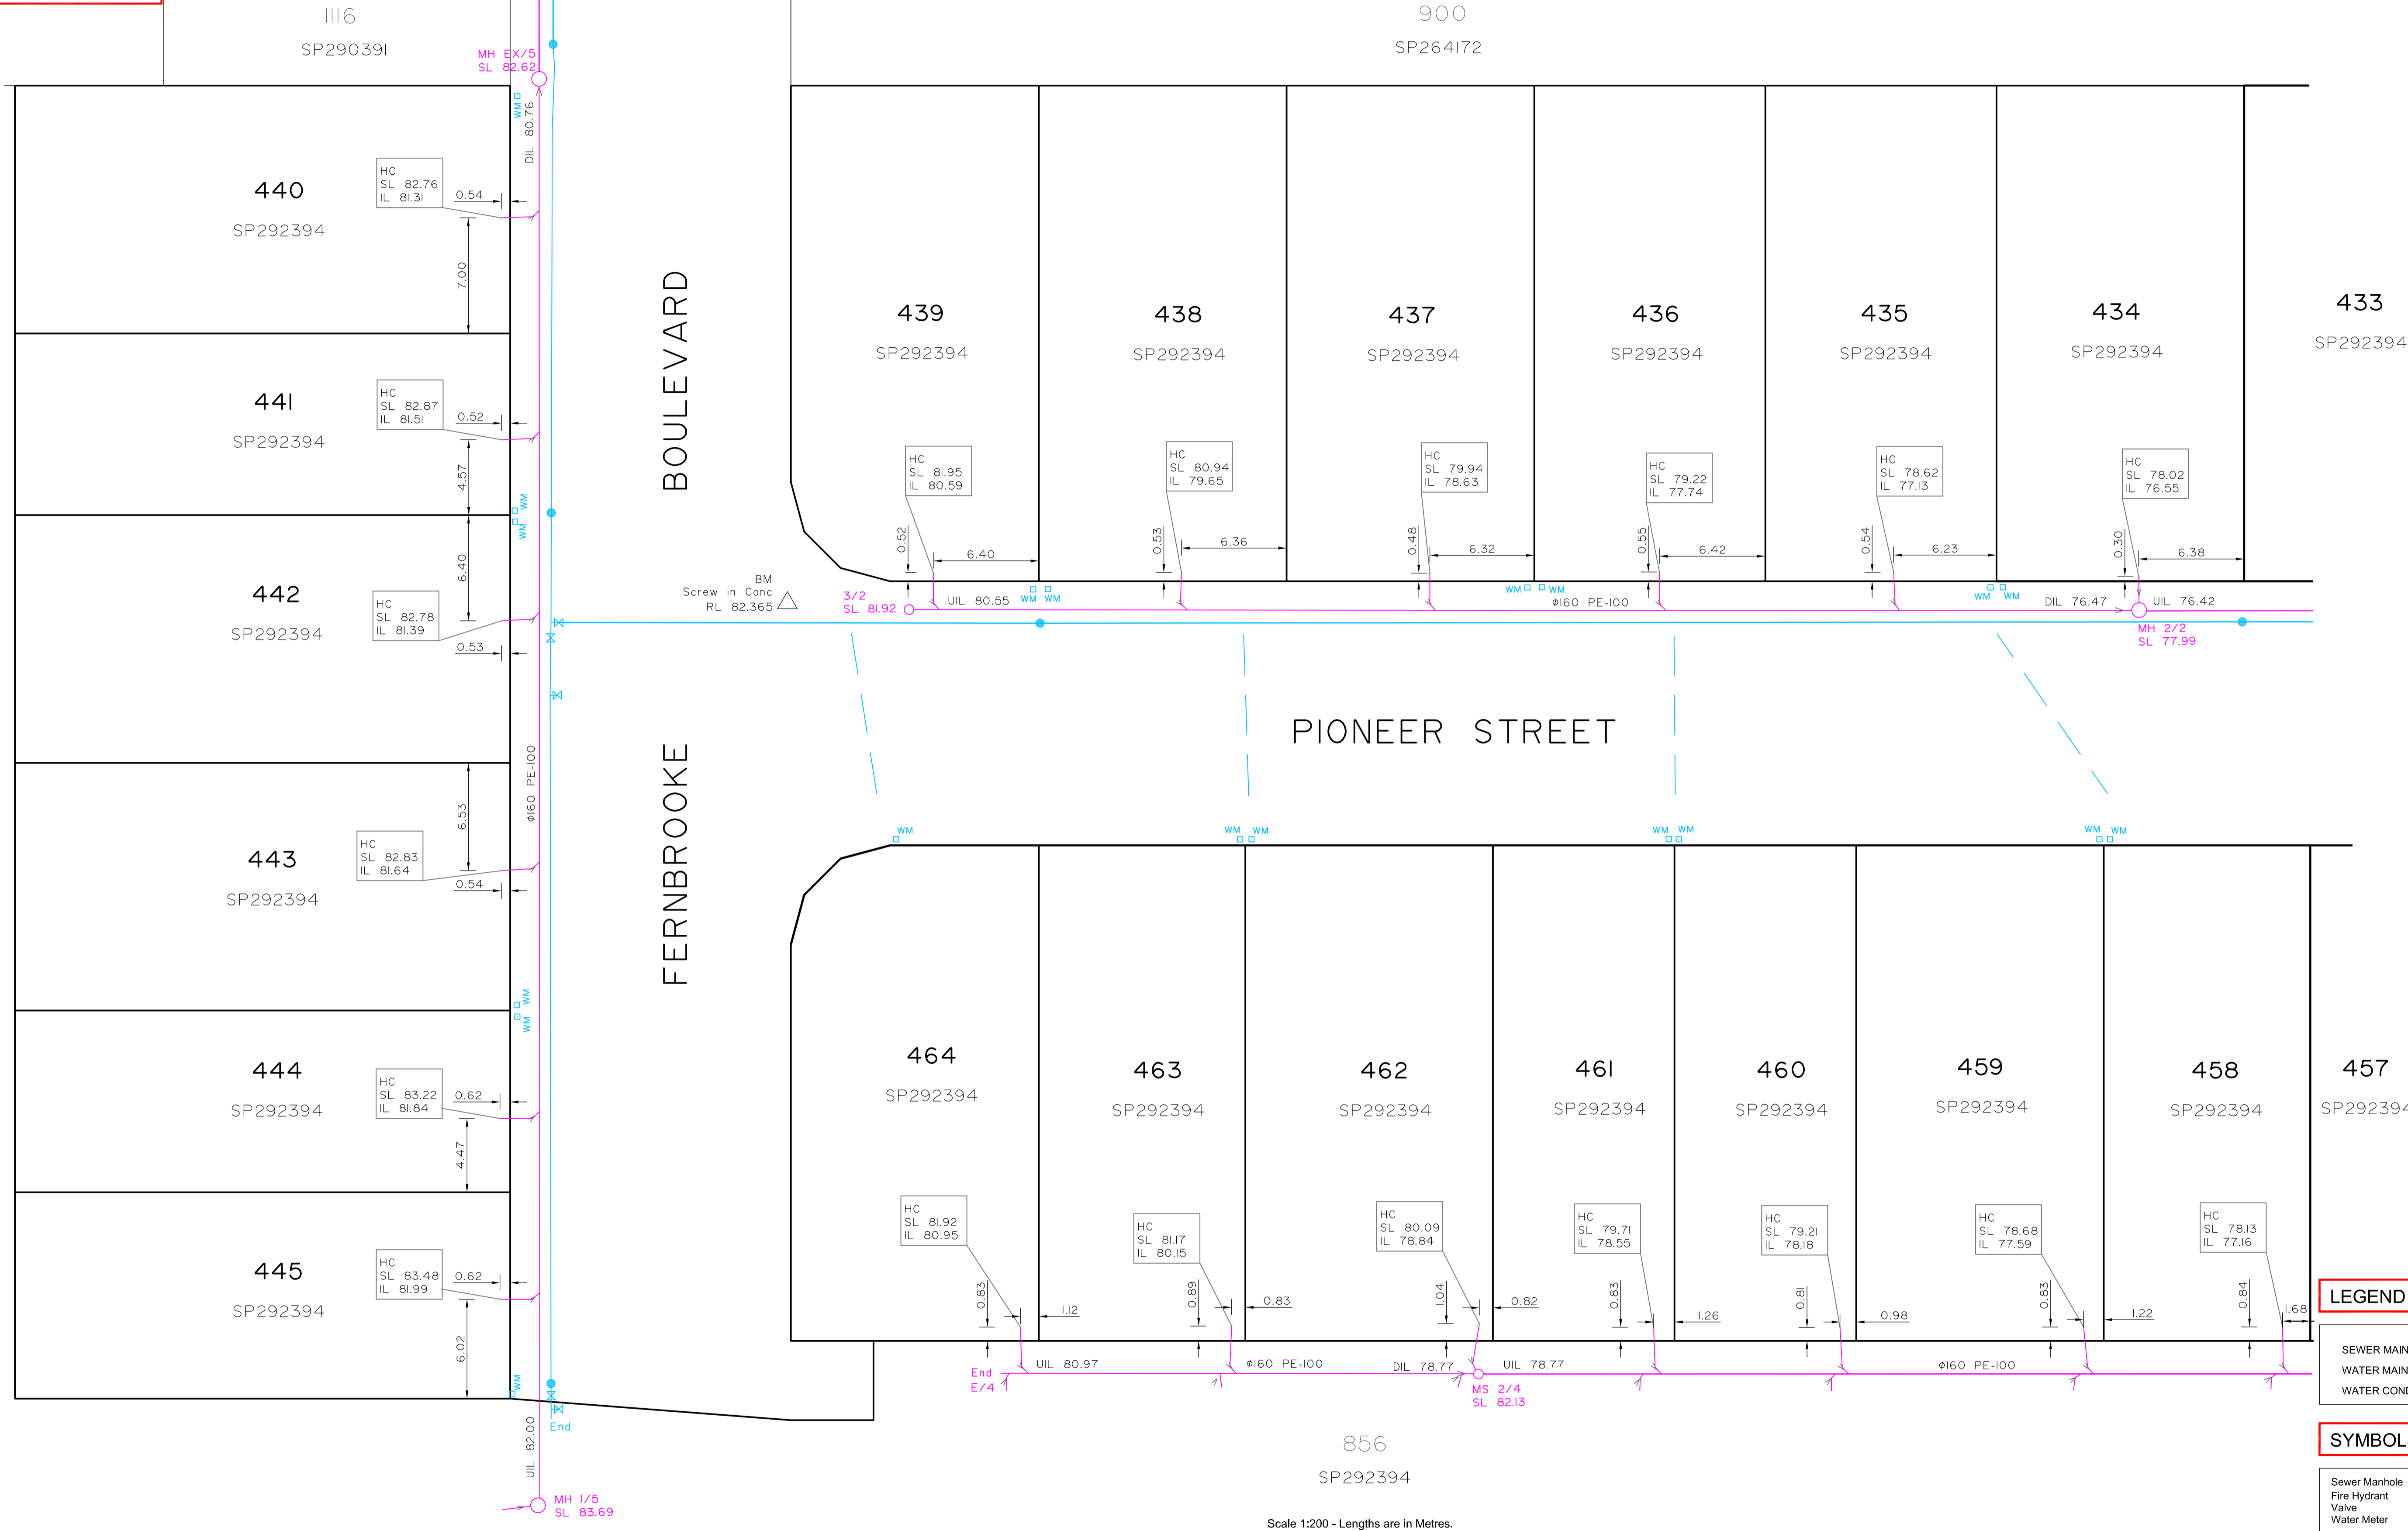 1116
SP290391
900
SP264172
MH EX/5
SL 82.62
WM
DIL 80.76
440
SP292394
HC
SL 82.76
IL 81.31
0.54
7.00
441
SP292394
HC
SL 82.87
IL 81.51
0.52
4.57
WM
WM
442
SP292394
6.40
HC
SL 82.78
IL 81.39
0.53
443
SP292394
6.53
HC
SL 82.83
IL 81.64
0.54
Ø160 PE-100
WM
WM
444
SP292394
HC
SL 83.22
IL 81.84
0.62
4.47
445
SP292394
HC
SL 83.48
IL 81.99
0.62
6.02
WM
End
UIL 82.00
MH 1/5
SL 83.69
FERNBROOKE BOULEVARD
BM
Screw in Conc
RL 82.365
439
SP292394
HC
SL 81.95
IL 80.59
0.52
6.40
438
SP292394
HC
SL 80.94
IL 79.65
0.53
6.36
437
SP292394
HC
SL 79.94
IL 78.63
0.48
6.32
436
SP292394
HC
SL 79.22
IL 77.74
0.55
6.42
435
SP292394
HC
SL 78.62
IL 77.13
0.54
6.23
434
SP292394
HC
SL 78.02
IL 76.55
0.30
6.38
433
SP292394
3/2
SL 81.92
UIL 80.55
WM WM
WM WM
Ø160 PE-100
WM WM
DIL 76.47
UIL 76.42
MH 2/2
SL 77.99
PIONEER STREET
WM
WM WM
WM WM
WM WM
464
SP292394
HC
SL 81.92
IL 80.95
0.83
1.12
463
SP292394
HC
SL 81.17
IL 80.15
0.89
0.83
462
SP292394
HC
SL 80.09
IL 78.84
1.04
0.82
461
SP292394
HC
SL 79.71
IL 78.55
0.83
1.26
460
SP292394
HC
SL 79.21
IL 78.18
0.81
0.98
459
SP292394
HC
SL 78.68
IL 77.59
0.83
1.22
458
SP292394
HC
SL 78.13
IL 77.16
0.84
1.68
457
SP292394
End
E/4
UIL 80.97
Ø160 PE-100
DIL 78.77
UIL 78.77
Ø160 PE-100
MS 2/4
SL 82.13
856
SP292394
Scale 1:200 - Lengths are in Metres.
LEGEND
SEWER MAIN
WATER MAIN
WATER COND
SYMBOL
Sewer Manhole
Fire Hydrant
Valve
Water Meter